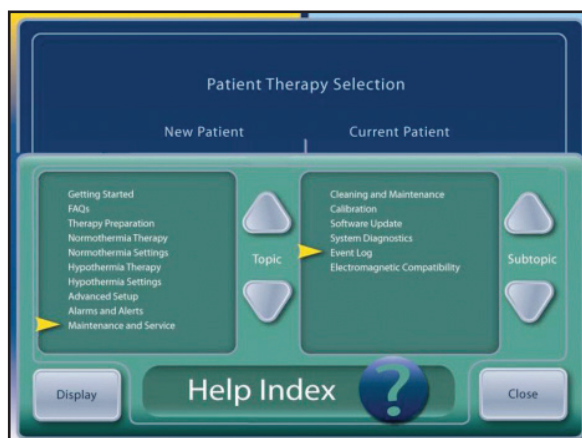 Patient Therapy Selection
New Patient Current Patient
Getting Started
FAQs
Therapy Preparation
Normothermia Therapy
Normothermia Settings
Hypothermia Therapy
Hypothermia Settings
Advanced Setup
Alarms and Alerts
Maintenance and Service
Topic
Cleaning and Maintenance
Calibration
Software Update
System Diagnostics
Event Log
Electromagnetic Compatibility
Subtopic
Display
Help Index ?
Close